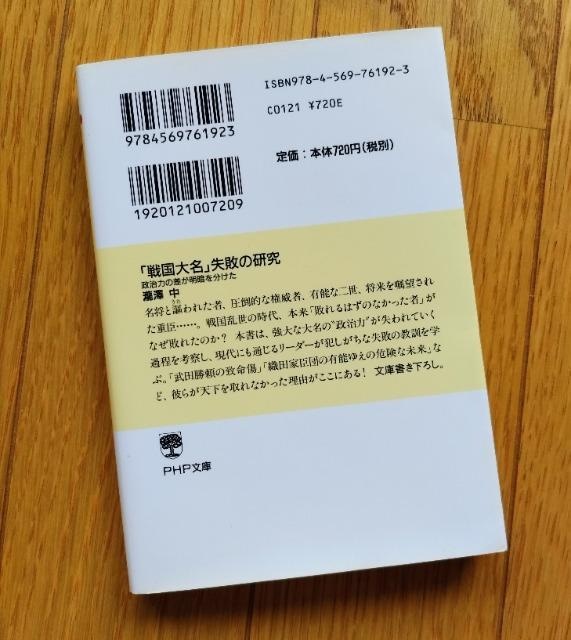 ISBN978-4-569-76192-3
C0121 ¥720E
9784569761923
定価：本体720円(税別)
1920121007209
「戦国大名」失敗の研究
政治力の差が明暗を分けた
瀧澤 中
名将と謳われた者、圧倒的な権威者、有能な二世、将来を嘱望され
た重臣……。戦国乱世の時代、本来「敗れるはずのなかった者」が
なぜ敗れたのか？ 本書は、強大な大名の“政治力”が失われていく
過程を考察し、現代にも通じるリーダーが犯しがちな失敗の教訓を学
ぶ。「武田勝頼の致命傷」「織田家臣団の有能ゆえの危険な未来」な
ど、彼らが天下を取れなかった理由がここにある！ 文庫書き下ろし。
PHP文庫